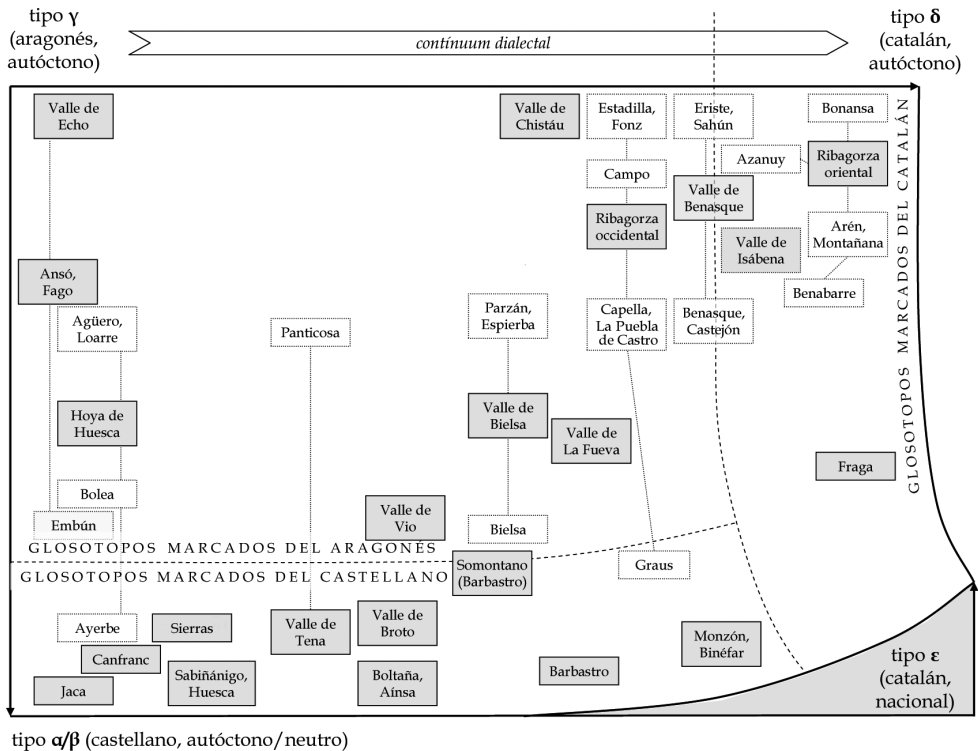 tipo γ
(aragonés,
autóctono)
contínuum dialectal
tipo δ
(catalán,
autóctono)
Valle de
Echo
Valle de
Chistáu
Estadilla,
Fonz
Eriste,
Sahún
Bonansa
Azanuy
Ribagorza
oriental
Campo
Valle de
Benasque
Ribagorza
occidental
Arén,
Montañana
Valle de
Isábena
Benabarre
GLOSOTOPOS MARCADOS DEL CATALÁN
Ansó,
Fago
Agüero,
Loarre
Panticosa
Parzán,
Espierba
Capella,
La Puebla
de Castro
Benasque,
Castejón
Hoya de
Huesca
Valle de
Bielsa
Valle de
La Fueva
Fraga
Bolea
Embún
Valle de
Vio
Bielsa
GLOSOTOPOS MARCADOS DEL ARAGONÉS
GLOSOTOPOS MARCADOS DEL CASTELLANO
Somontano
(Barbastro)
Graus
Ayerbe
Sierras
Valle de
Tena
Valle de
Broto
Monzón,
Binéfar
Canfranc
Jaca
Sabiñánigo,
Huesca
Boltaña,
Aínsa
Barbastro
tipo ε
(catalán,
nacional)
tipo α/β (castellano, autóctono/neutro)